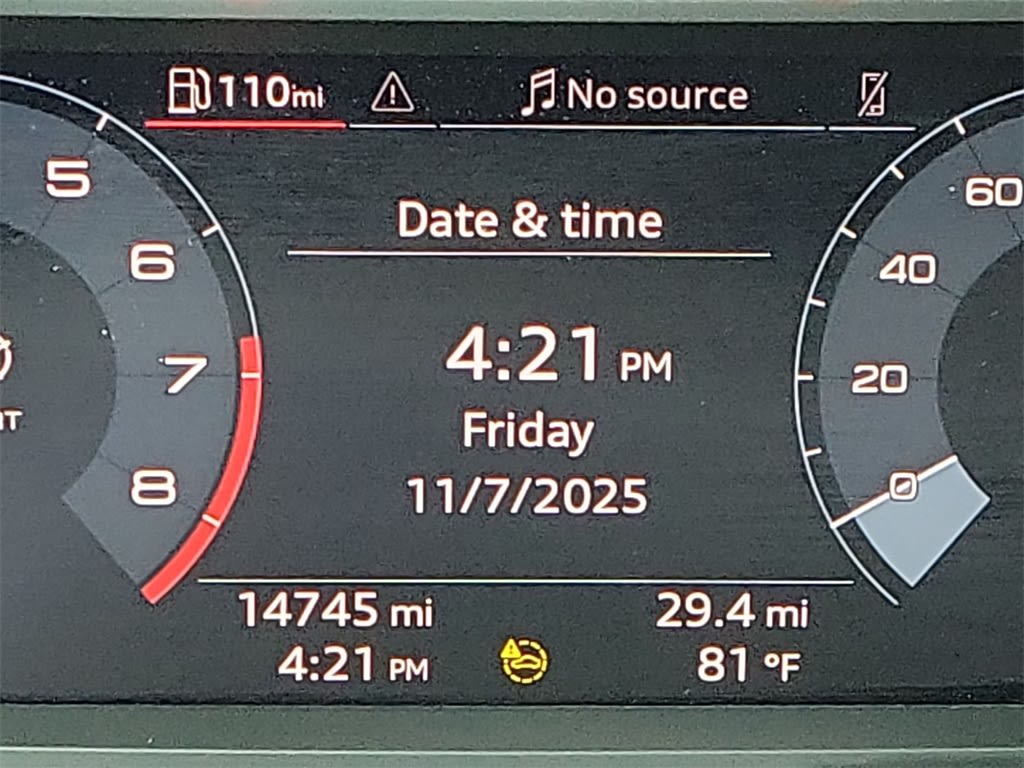 110mi
No source
Date & time
5
6
7
8
60
40
20
0
4:21 PM
Friday
11/7/2025
14745 mi
29.4 mi
4:21 PM
81 °F